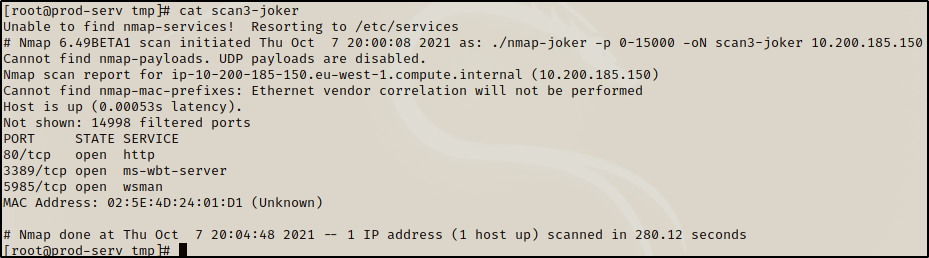 [root@prod-serv tmp]# cat scan3-joker
Unable to find nmap-services!  Resorting to /etc/services
# Nmap 6.49BETA1 scan initiated Thu Oct  7 20:00:08 2021 as: ./nmap-joker -p 0-15000 -oN scan3-joker 10.200.185.150
Cannot find nmap-payloads. UDP payloads are disabled.
Nmap scan report for ip-10-200-185-150.eu-west-1.compute.internal (10.200.185.150)
Cannot find nmap-mac-prefixes: Ethernet vendor correlation will not be performed
Host is up (0.00053s latency).
Not shown: 14998 filtered ports
PORT     STATE SERVICE
80/tcp   open  http
3389/tcp open  ms-wbt-server
5985/tcp open  wsman
MAC Address: 02:5E:4D:24:01:D1 (Unknown)
# Nmap done at Thu Oct  7 20:04:48 2021 -- 1 IP address (1 host up) scanned in 280.12 seconds
[root@prod-serv tmp]#